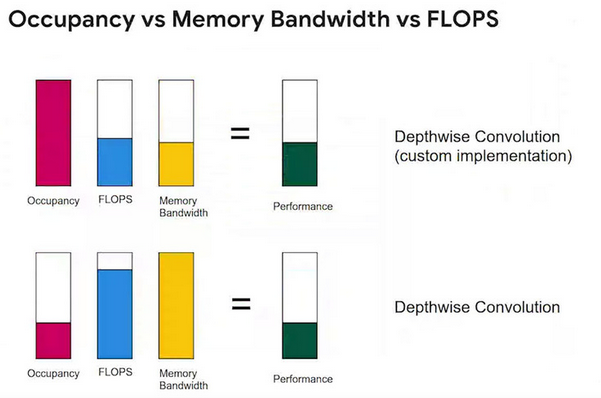 Occupancy vs Memory Bandwidth vs FLOPS
=
Depthwise Convolution
(custom implementation)
Occupancy
FLOPS
Memory
Bandwidth
Performance
=
Depthwise Convolution
Occupancy
FLOPS
Memory
Bandwidth
Performance